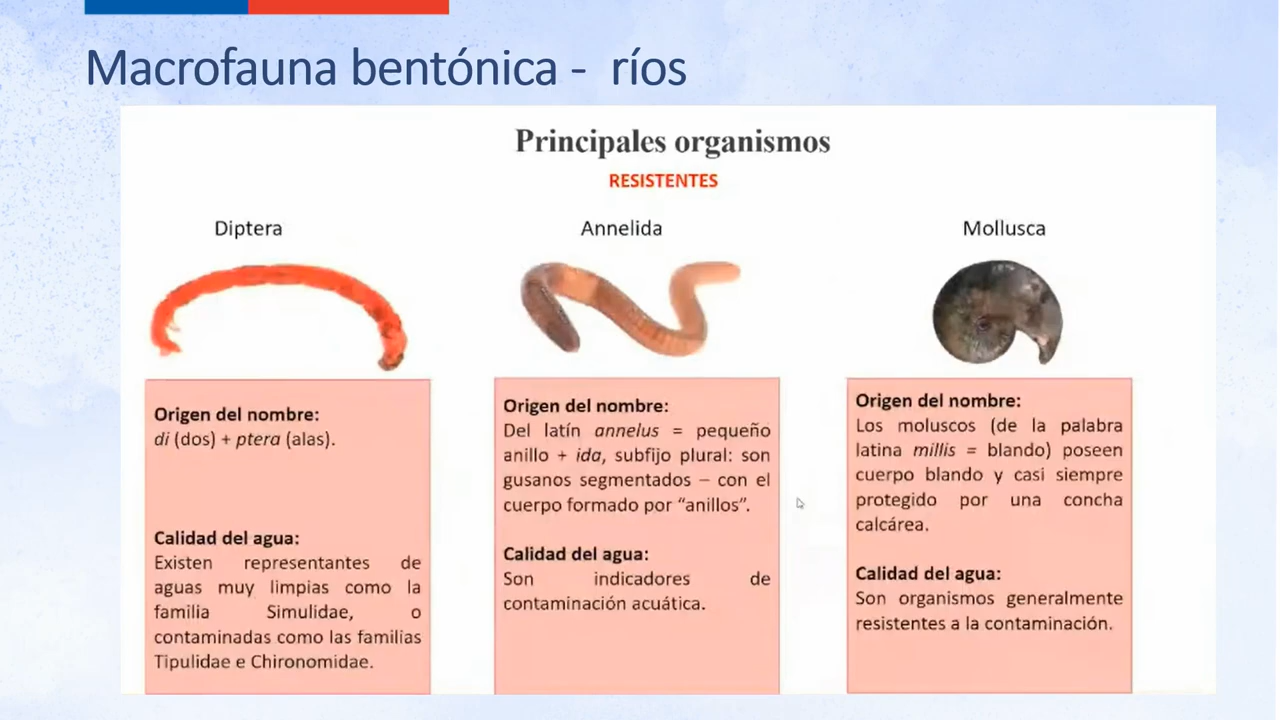 Macrofauna bentónica - ríos
Principales organismos
RESISTENTES
Diptera
Origen del nombre:
di (dos) + ptera (alas).
Calidad del agua:
Existen representantes de
aguas muy limpias como la
familia Simulidae, o
contaminadas como las familias
Tipulidae e Chironomidae.
Annelida
Origen del nombre:
Del latín annelus = pequeño
anillo + ida, subfijo plural: son
gusanos segmentados – con el
cuerpo formado por “anillos”.
Calidad del agua:
Son indicadores de
contaminación acuática.
Mollusca
Origen del nombre:
Los moluscos (de la palabra
latina millis = blando) poseen
cuerpo blando y casi siempre
protegido por una concha
calcárea.
Calidad del agua:
Son organismos generalmente
resistentes a la contaminación.